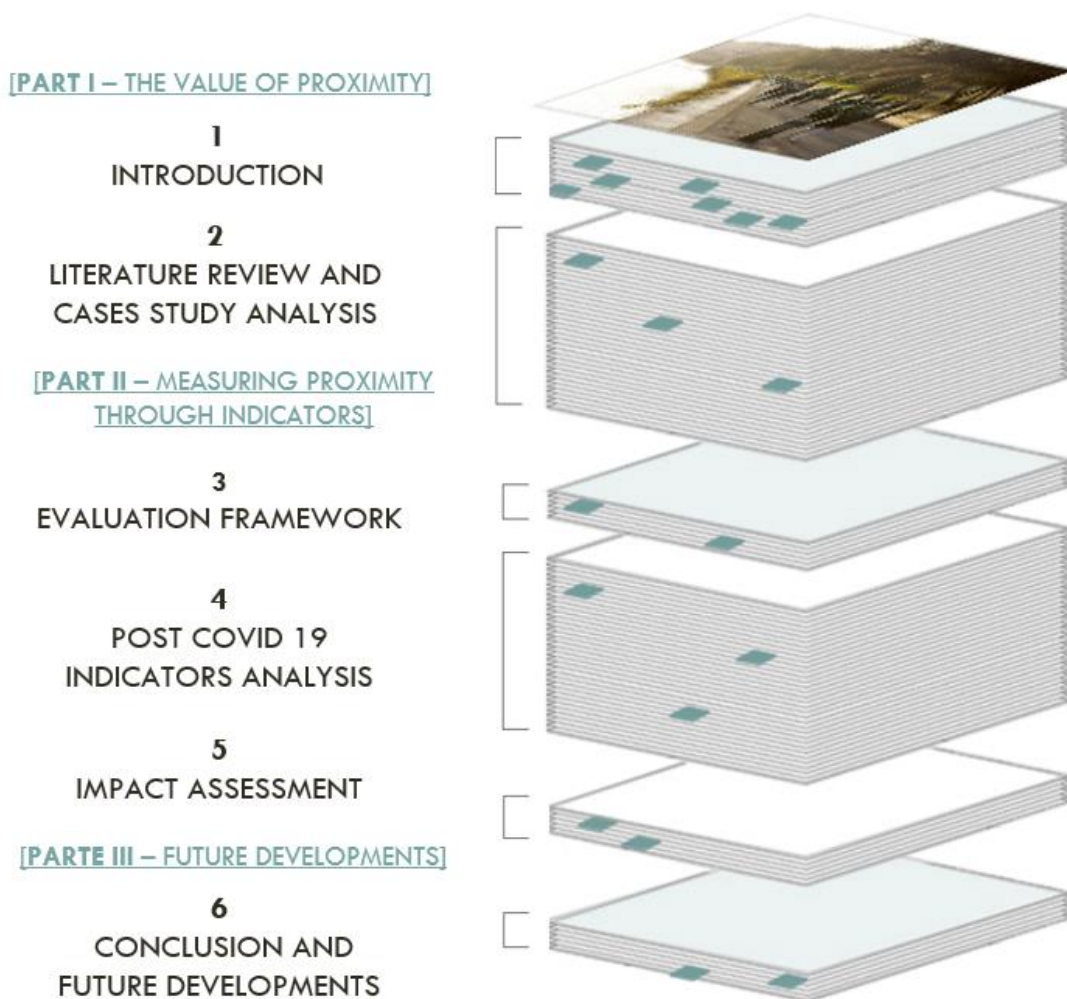 [PART I – THE VALUE OF PROXIMITY]
1
INTRODUCTION
2
LITERATURE REVIEW AND
CASES STUDY ANALYSIS
[PART II – MEASURING PROXIMITY
THROUGH INDICATORS]
3
EVALUATION FRAMEWORK
4
POST COVID 19
INDICATORS ANALYSIS
5
IMPACT ASSESSMENT
[PARTE III – FUTURE DEVELOPMENTS]
6
CONCLUSION AND
FUTURE DEVELOPMENTS